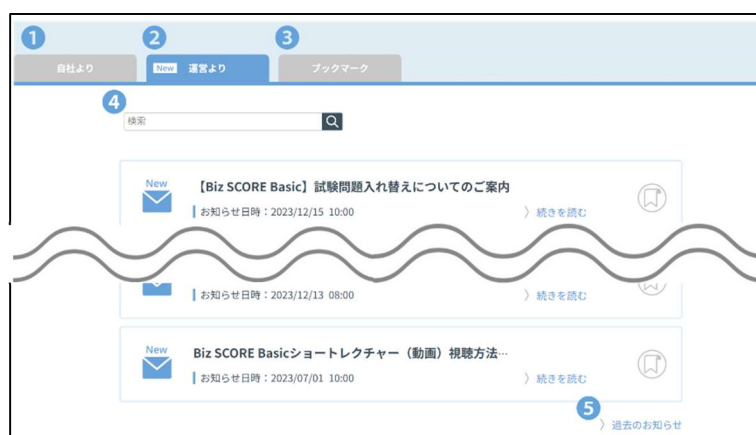 1
2
3
自社より
New 運営より
ブックマーク
4
検索
New
【Biz SCORE Basic】試験問題入れ替えについてのご案内
お知らせ日時：2023/12/15 10:00
〉続きを読む
お知らせ日時：2023/12/13 08:00
〉続きを読む
New
Biz SCORE Basicショートレクチャー（動画）視聴方法…
お知らせ日時：2023/07/01 10:00
〉続きを読む
5
〉過去のお知らせ